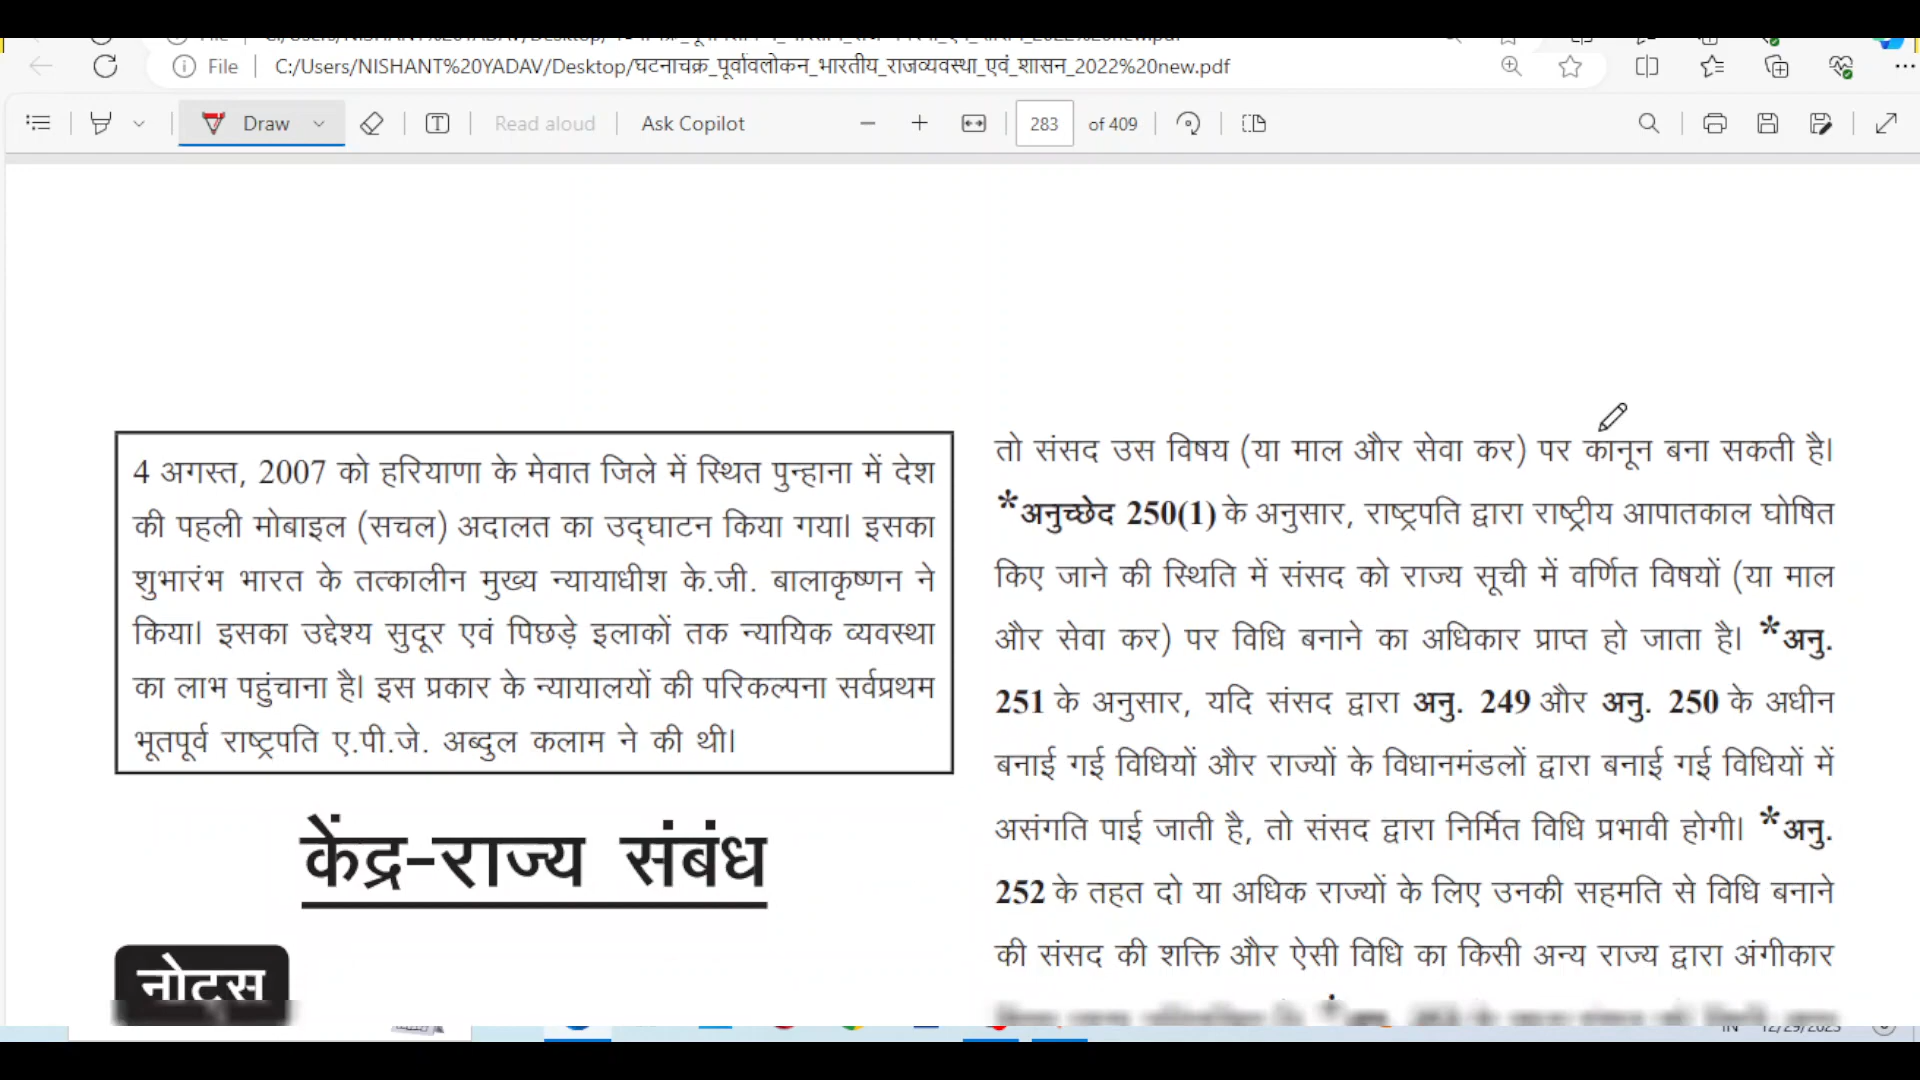 File
C:/Users/NISHANT%20YADAV/Desktop/घटनाचक्र_पूर्वावलोकन_भारतीय_राजव्यवस्था_एवं_शासन_2022%20new.pdf
Draw
Read aloud
Ask Copilot
283 of 409
4 अगस्त, 2007 को हरियाणा के मेवात जिले में स्थित पुन्हाना में देश
की पहली मोबाइल (सचल) अदालत का उद्घाटन किया गया। इसका
शुभारंभ भारत के तत्कालीन मुख्य न्यायाधीश के.जी. बालाकृष्णन ने
किया। इसका उद्देश्य सुदूर एवं पिछड़े इलाकों तक न्यायिक व्यवस्था
का लाभ पहुंचाना है। इस प्रकार के न्यायालयों की परिकल्पना सर्वप्रथम
भूतपूर्व राष्ट्रपति ए.पी.जे. अब्दुल कलाम ने की थी।
केंद्र-राज्य संबंध
नोट्स
तो संसद उस विषय (या माल और सेवा कर) पर कानून बना सकती है।
*अनुच्छेद 250(1) के अनुसार, राष्ट्रपति द्वारा राष्ट्रीय आपातकाल घोषित
किए जाने की स्थिति में संसद को राज्य सूची में वर्णित विषयों (या माल
और सेवा कर) पर विधि बनाने का अधिकार प्राप्त हो जाता है। *अनु.
251 के अनुसार, यदि संसद द्वारा अनु. 249 और अनु. 250 के अधीन
बनाई गई विधियों और राज्यों के विधानमंडलों द्वारा बनाई गई विधियों में
असंगति पाई जाती है, तो संसद द्वारा निर्मित विधि प्रभावी होगी। *अनु.
252 के तहत दो या अधिक राज्यों के लिए उनकी सहमति से विधि बनाने
की संसद की शक्ति और ऐसी विधि का किसी अन्य राज्य द्वारा अंगीकार
IN 12/29/2023